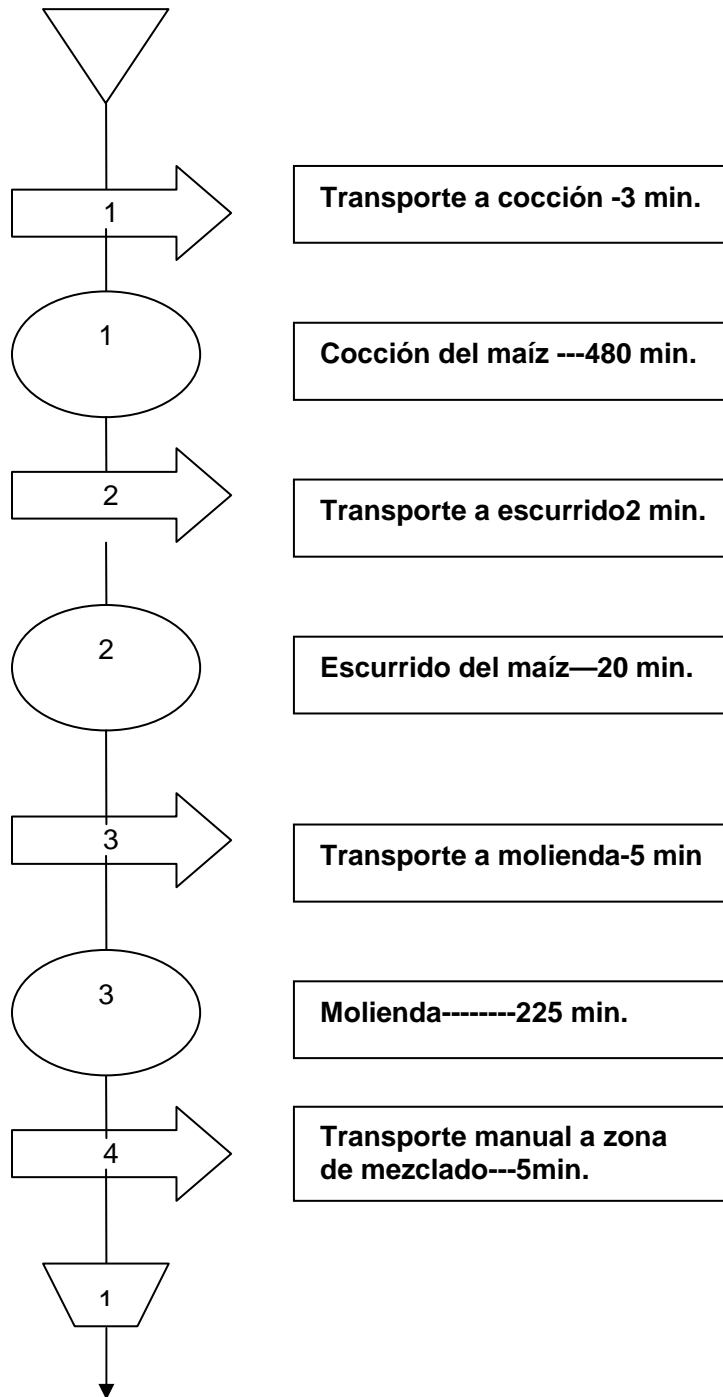 1
Transporte a cocción -3 min.
1
Cocción del maíz ---480 min.
2
Transporte a escurrido2 min.
2
Escurrido del maíz—20 min.
3
Transporte a molienda-5 min
3
Molienda--------225 min.
4
Transporte manual a zona
de mezclado---5min.
1